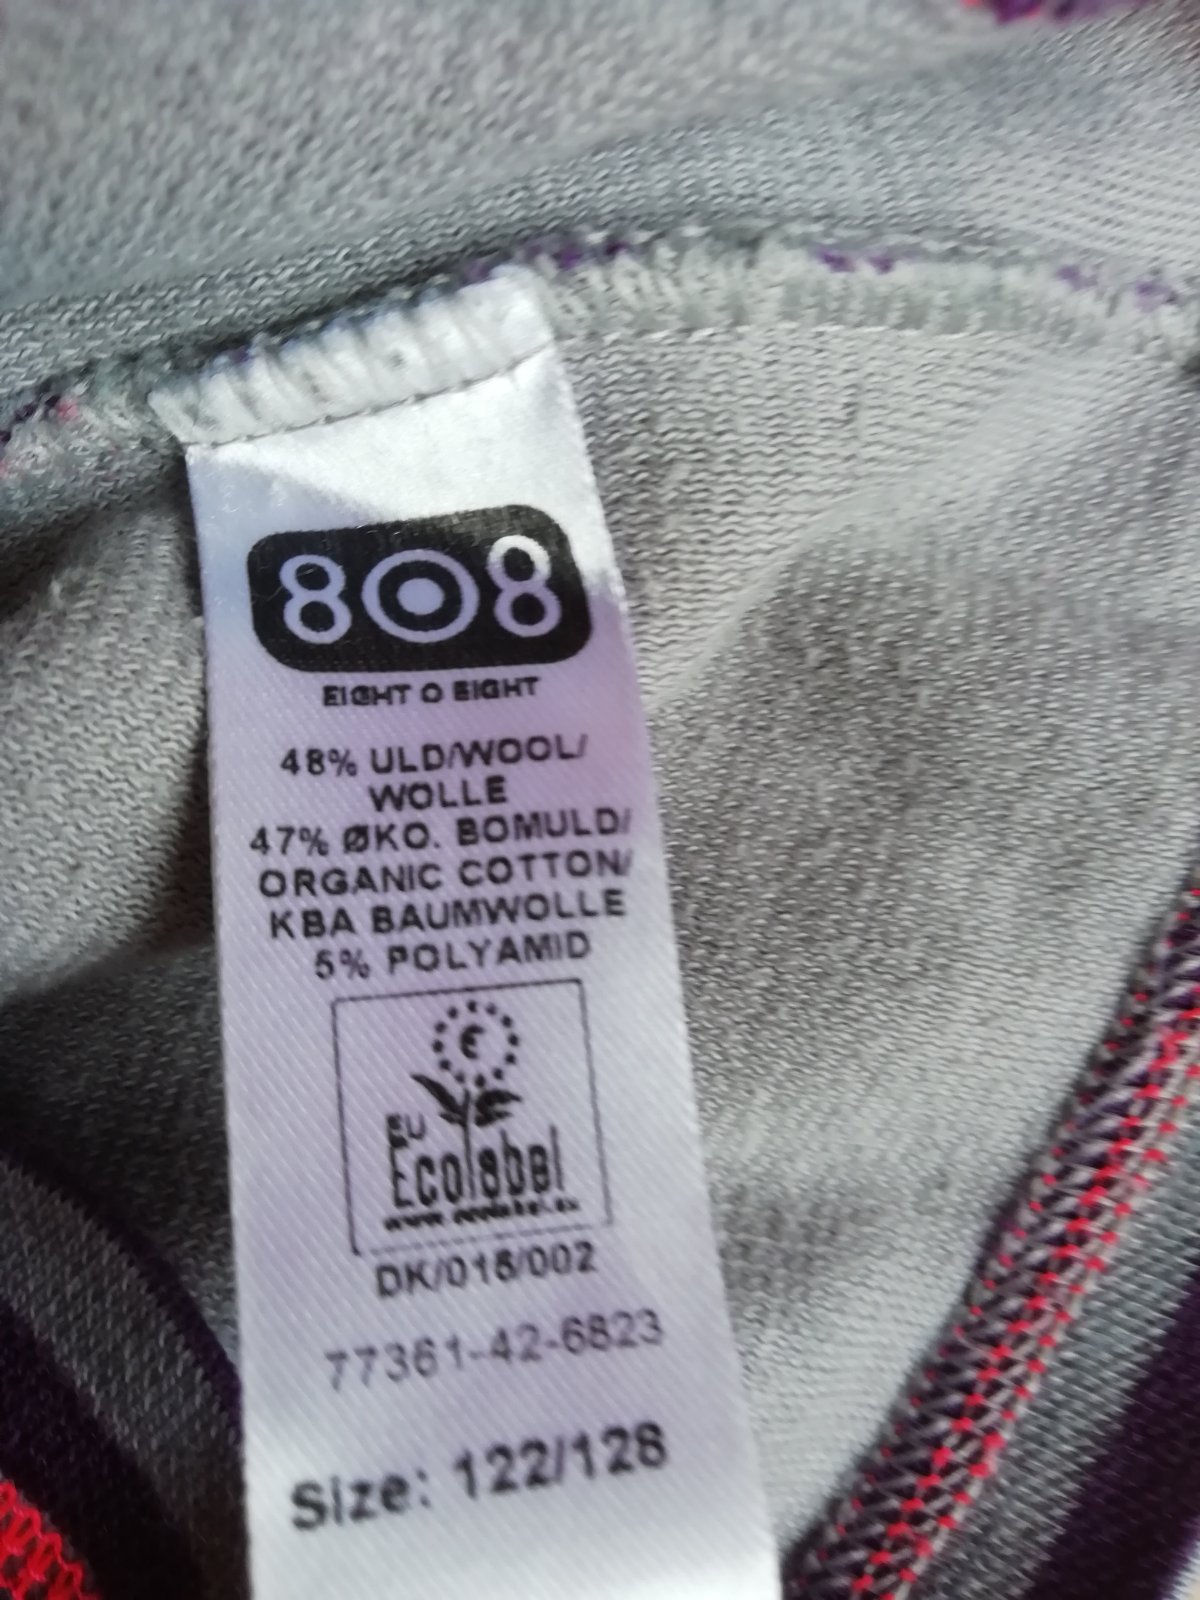 808
EIGHT O EIGHT
48% ULD/WOOL/
WOLLE
47% ØKO. BOMULD/
ORGANIC COTTON/
KBA BAUMWOLLE
5% POLYAMID
EU
Ecolabel
DK/016/002
77361-42-6823
Size: 122/128